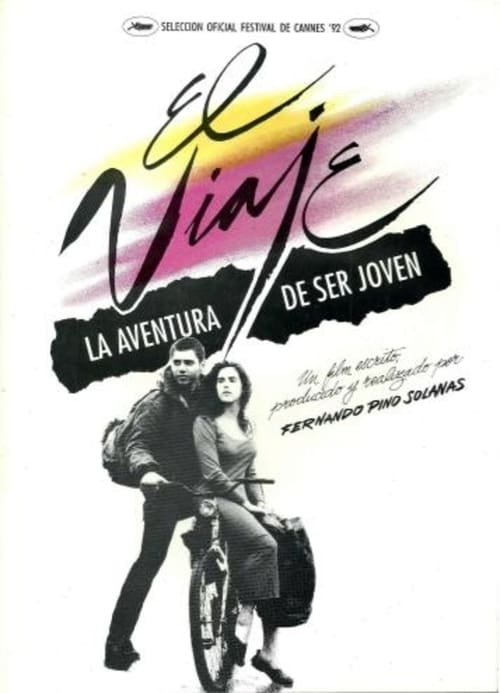 SELECCION OFICIAL FESTIVAL DE CANNES '92
El
Viaje
LA AVENTURA
DE SER JOVEN
Un film escrito,
producido y realizado por
FERNANDO PINO SOLANAS